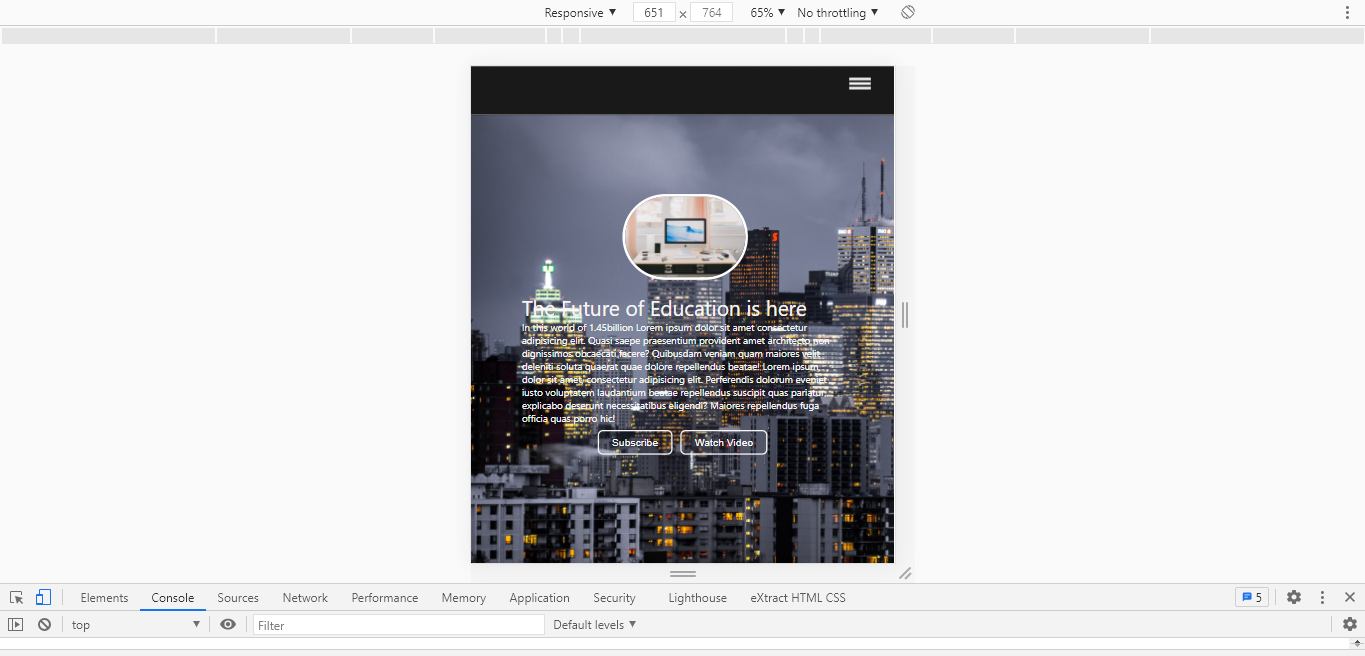 Responsive ▼ 651 × 764 65% ▼ No throttling ▼
The Future of Education is here
In this world of 1.45billion Lorem ipsum dolor sit amet consectetur
adipisicing elit. Quasi saepe praesentium provident amet architecto non
dignissimos obcaecati facere? Quibusdam veniam quam maiores velit
deleniti soluta quaerat quae dolore repellendus beatae! Lorem ipsum,
dolor sit amet, consectetur adipisicing elit. Perferendis dolorum eveniet
iusto voluptatem laudantium beatae repellendus suscipit quas pariatur,
explicabo deserunt necessitatibus eligendi? Maiores repellendus fuga
officia quas porro hic!
Subscribe Watch Video
Elements Console Sources Network Performance Memory Application Security Lighthouse eXtract HTML CSS 5
top ▼ Filter Default levels ▼